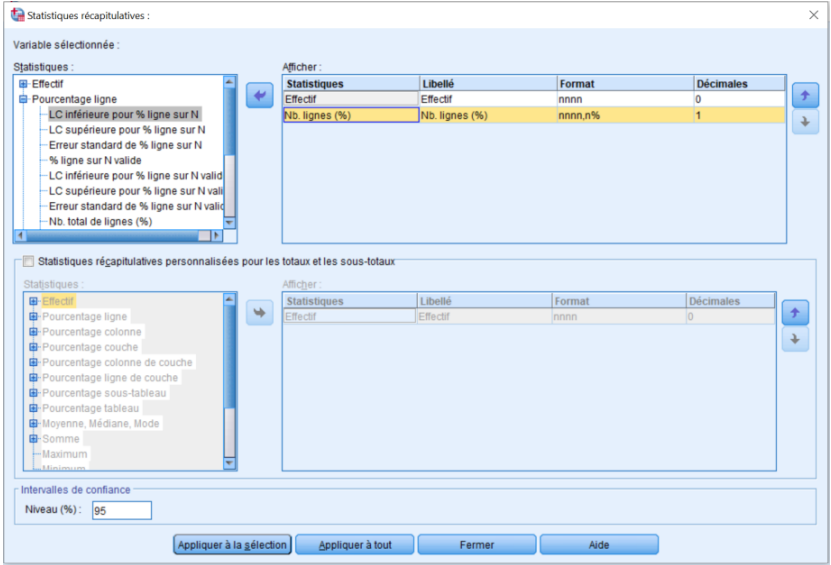 Statistiques récapitulatives :
Variable sélectionnée :
Statistiques :
Effectif
Pourcentage ligne
LC inférieure pour % ligne sur N
LC supérieure pour % ligne sur N
Erreur standard de % ligne sur N
% ligne sur N valide
LC inférieure pour % ligne sur N valid
LC supérieure pour % ligne sur N vali
Erreur standard de % ligne sur N valid
Nb. total de lignes (%)
Afficher :
Statistiques Libellé Format Décimales
Effectif Effectif nnnn 0
Nb. lignes (%) Nb. lignes (%) nnnn,n% 1
Statistiques récapitulatives personnalisées pour les totaux et les sous-totaux
Statistiques :
Effectif
Pourcentage ligne
Pourcentage colonne
Pourcentage couche
Pourcentage colonne de couche
Pourcentage ligne de couche
Pourcentage sous-tableau
Pourcentage tableau
Moyenne, Médiane, Mode
Somme
Maximum
Minimum
Afficher :
Statistiques Libellé Format Décimales
Effectif Effectif nnnn 0
Intervalles de confiance
Niveau (%) : 95
Appliquer à la sélection Appliquer à tout Fermer Aide